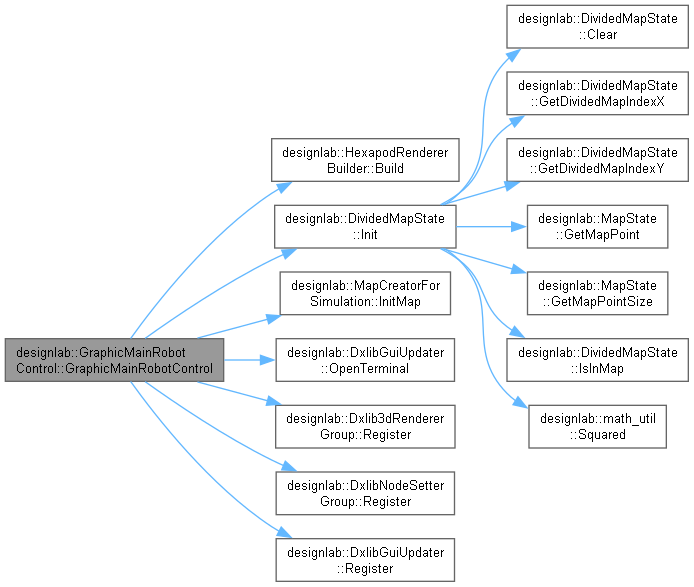 designlab::GraphicMainRobot
Control::GraphicMainRobotControl
designlab::HexapodRenderer
Builder::Build
designlab::DividedMapState
::Init
designlab::MapCreatorFor
Simulation::InitMap
designlab::DxlibGuiUpdater
::OpenTerminal
designlab::Dxlib3dRenderer
Group::Register
designlab::DxlibNodeSetter
Group::Register
designlab::DxlibGuiUpdater
::Register
designlab::DividedMapState
::Clear
designlab::DividedMapState
::GetDividedMapIndexX
designlab::DividedMapState
::GetDividedMapIndexY
designlab::MapState
::GetMapPoint
designlab::MapState
::GetMapPointSize
designlab::DividedMapState
::IsInMap
designlab::math_util
::Squared